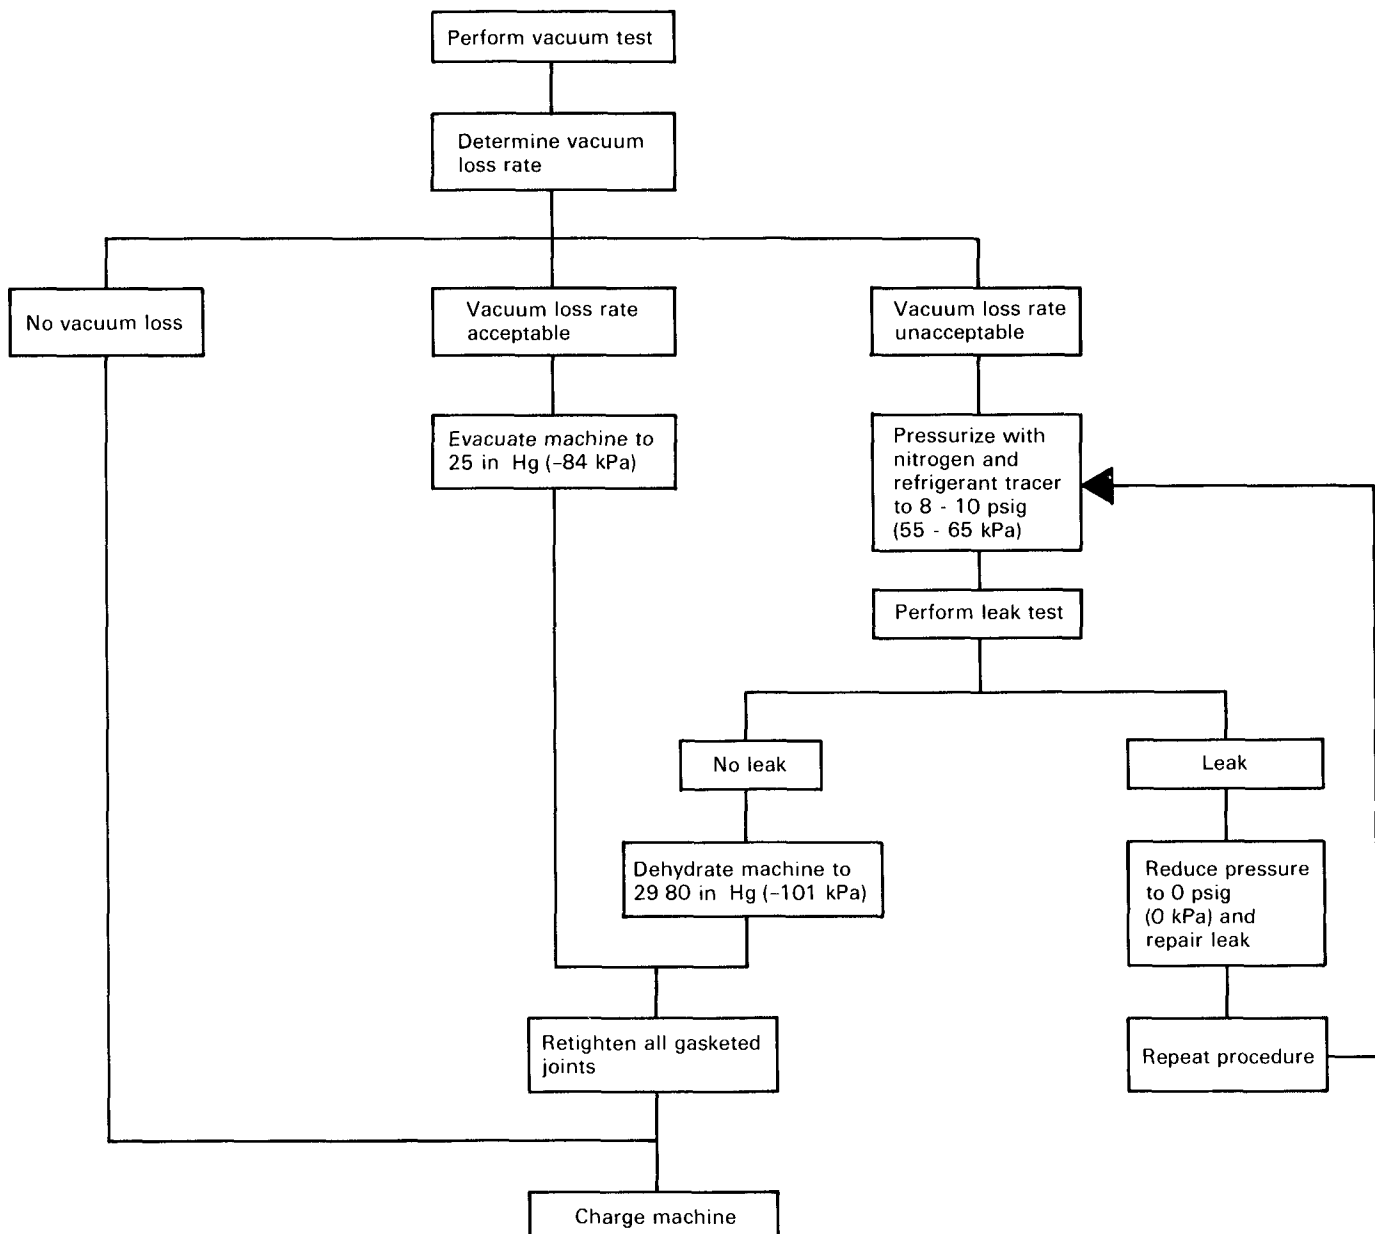 Perform vacuum test
Determine vacuum
loss rate
No vacuum loss
Vacuum loss rate
acceptable
Vacuum loss rate
unacceptable
Evacuate machine to
25 in Hg (-84 kPa)
Pressurize with
nitrogen and
refrigerant tracer
to 8 - 10 psig
(55 - 65 kPa)
Perform leak test
No leak
Leak
Dehydrate machine to
29 80 in Hg (-101 kPa)
Reduce pressure
to 0 psig
(0 kPa) and
repair leak
Retighten all gasketed
joints
Repeat procedure
Charge machine